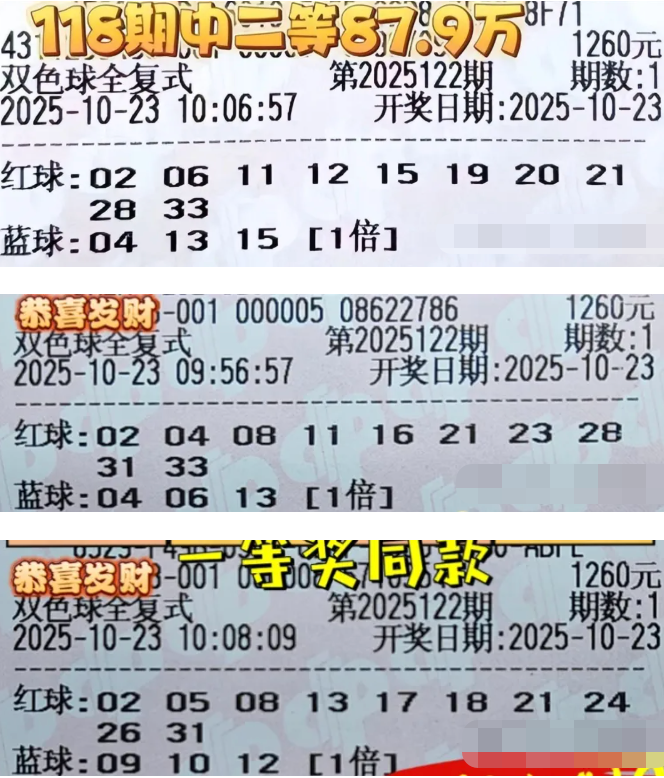 118期中二等87.9万
8F71
431
1260元
双色球全复式 第2025122期 期数:1
2025-10-23 10:06:57 开奖日期:2025-10-23
红球:02 06 11 12 15 19 20 21
28 33
蓝球:04 13 15 [1倍]
恭喜发财-001 000005 08622786 1260元
双色球全复式 第2025122期 期数:1
2025-10-23 09:56:57 开奖日期:2025-10-23
红球:02 04 08 11 16 21 23 28
31 33
蓝球:04 06 13 [1倍]
一等奖同款
恭喜发财-001 1260元
双色球全复式 第2025122期 期数:1
2025-10-23 10:08:09 开奖日期:2025-10-23
红球:02 05 08 13 17 18 21 24
26 31
蓝球:09 10 12 [1倍]